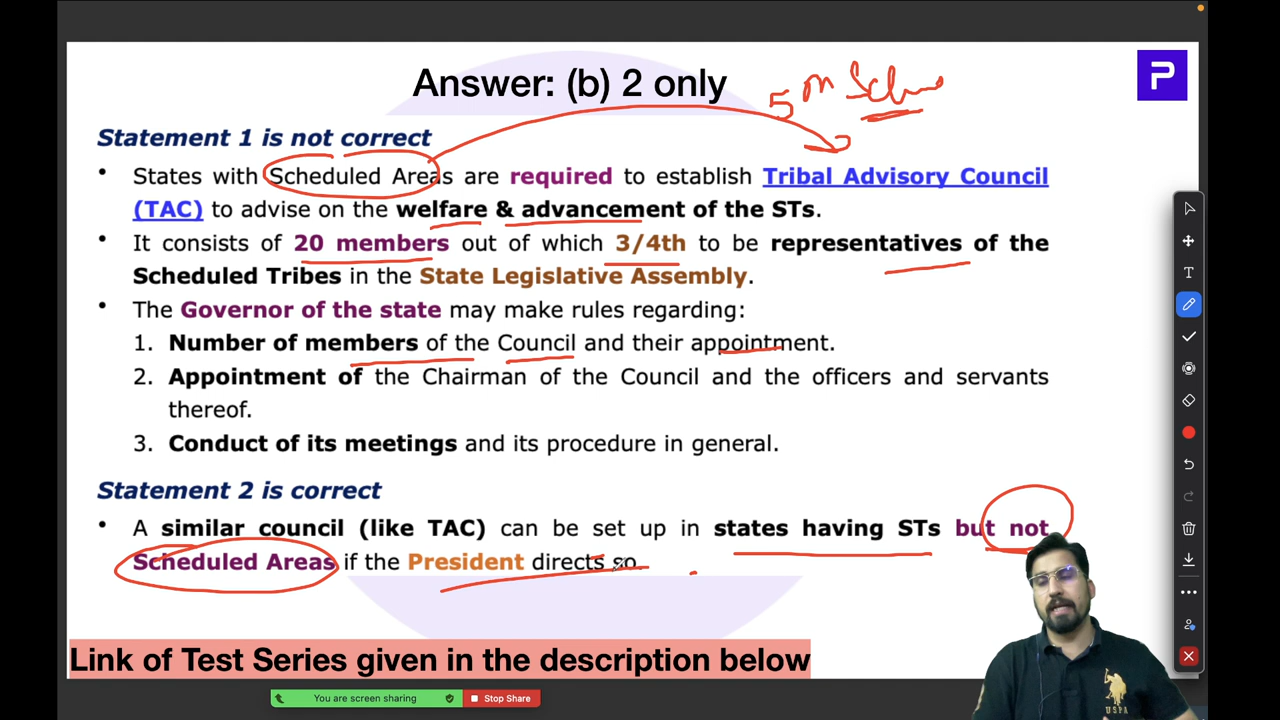 Answer: (b) 2 only
5th Sche
P
Statement 1 is not correct
• States with Scheduled Areas are required to establish Tribal Advisory Council
(TAC) to advise on the welfare & advancement of the STs.
• It consists of 20 members out of which 3/4th to be representatives of the
Scheduled Tribes in the State Legislative Assembly.
• The Governor of the state may make rules regarding:
1. Number of members of the Council and their appointment.
2. Appointment of the Chairman of the Council and the officers and servants
thereof.
3. Conduct of its meetings and its procedure in general.
Statement 2 is correct
• A similar council (like TAC) can be set up in states having STs but not
Scheduled Areas if the President directs so.
Link of Test Series given in the description below
You are screen sharing Stop Share
T
USPA